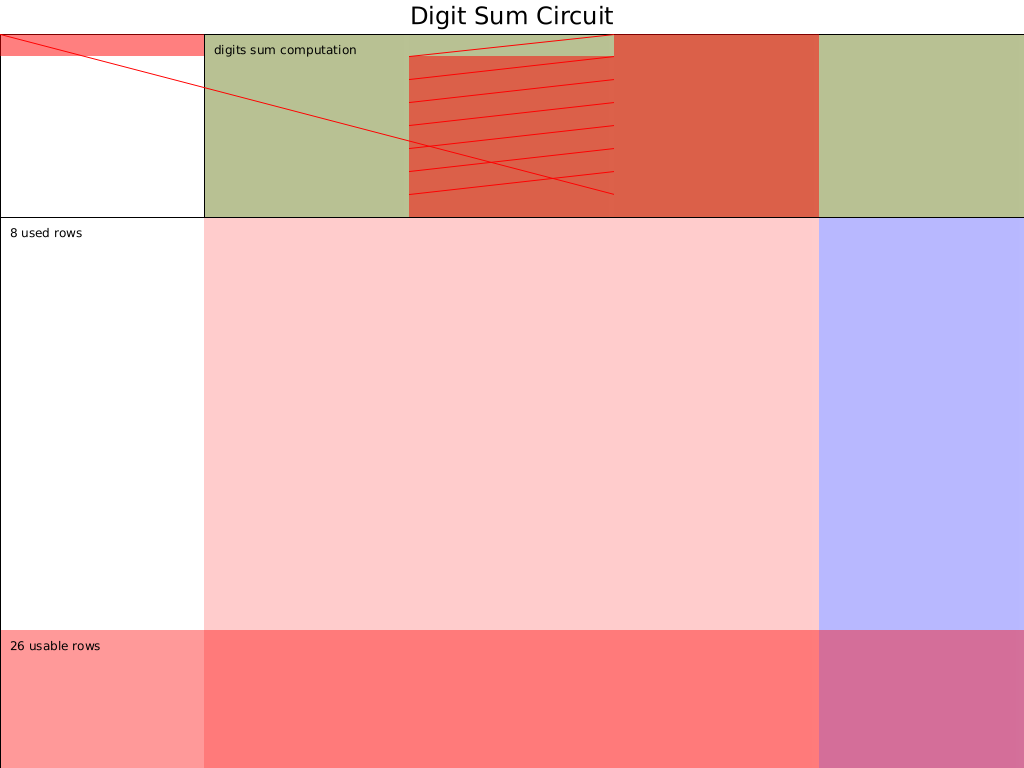 Digit Sum Circuit
digits sum computation
8 used rows
26 usable rows